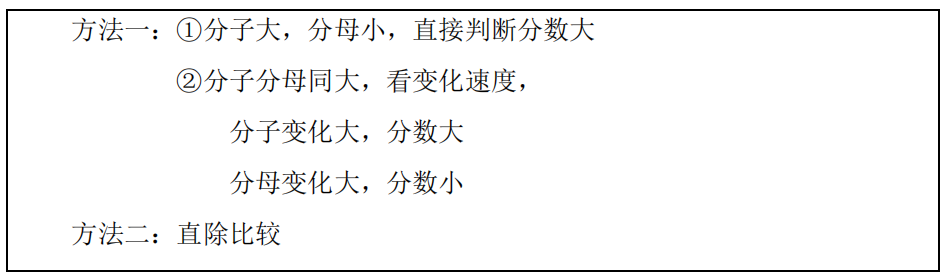 方法一：①分子大，分母小，直接判断分数大
②分子分母同大，看变化速度，
分子变化大，分数大
分母变化大，分数小
方法二：直除比较